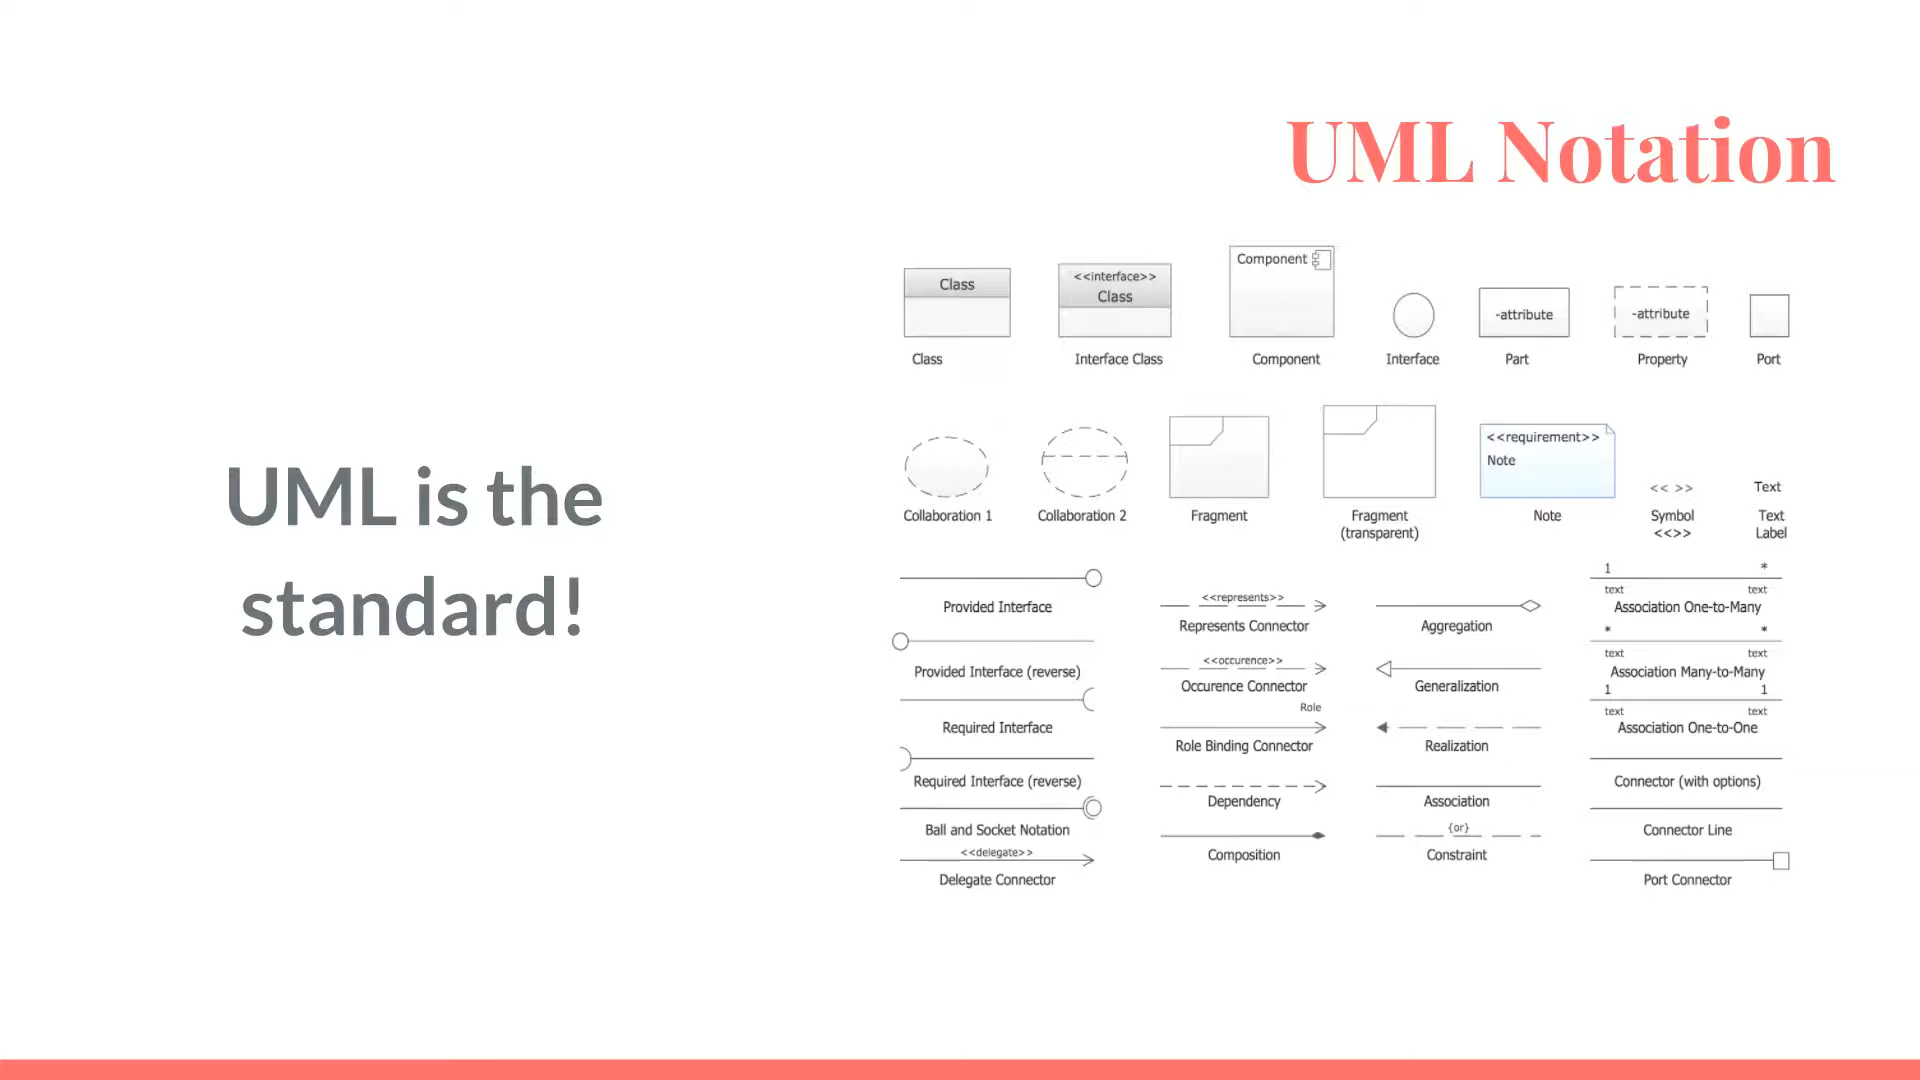 UML Notation
UML is the
standard!
Class
<<interface>>
Class
Component
-attribute
-attribute
Class
Interface Class
Component
Interface
Part
Property
Port
<<requirement>>
Note
<< >>
Text
Collaboration 1
Collaboration 2
Fragment
Fragment
(transparent)
Note
Symbol
<<>>
Text
Label
Provided Interface
Provided Interface (reverse)
Required Interface
Required Interface (reverse)
Ball and Socket Notation
<<delegate>>
Delegate Connector
<<represents>>
Represents Connector
<<occurence>>
Occurence Connector
Role
Role Binding Connector
Dependency
Composition
Aggregation
Generalization
Realization
Association
{or}
Constraint
1 *
text text
Association One-to-Many
* *
text text
Association Many-to-Many
1 1
text text
Association One-to-One
Connector (with options)
Connector Line
Port Connector